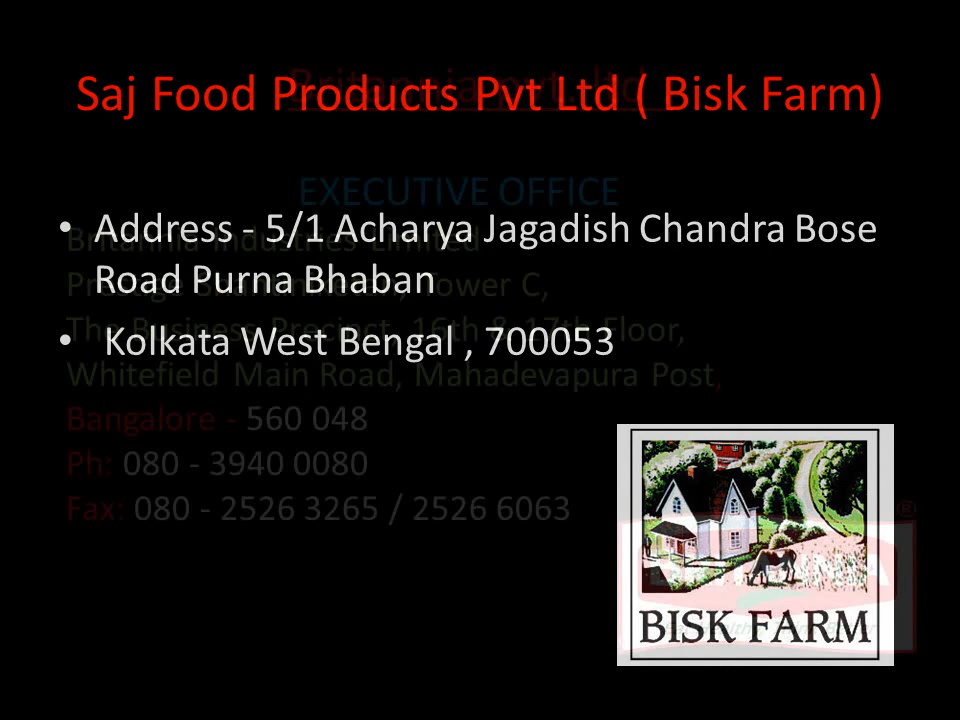 Saj Food Products Pvt Ltd ( Bisk Farm)
• Address - 5/1 Acharya Jagadish Chandra Bose
Road Purna Bhaban
• Kolkata West Bengal , 700053
EXECUTIVE OFFICE
Tower C,
Floor,
Whitefield Main Road, Mahadevapura Post,
Bangalore - 560 048
Ph: 080 - 3940 0080
Fax: 080 - 2526 3265 / 2526 6063
BISK FARM